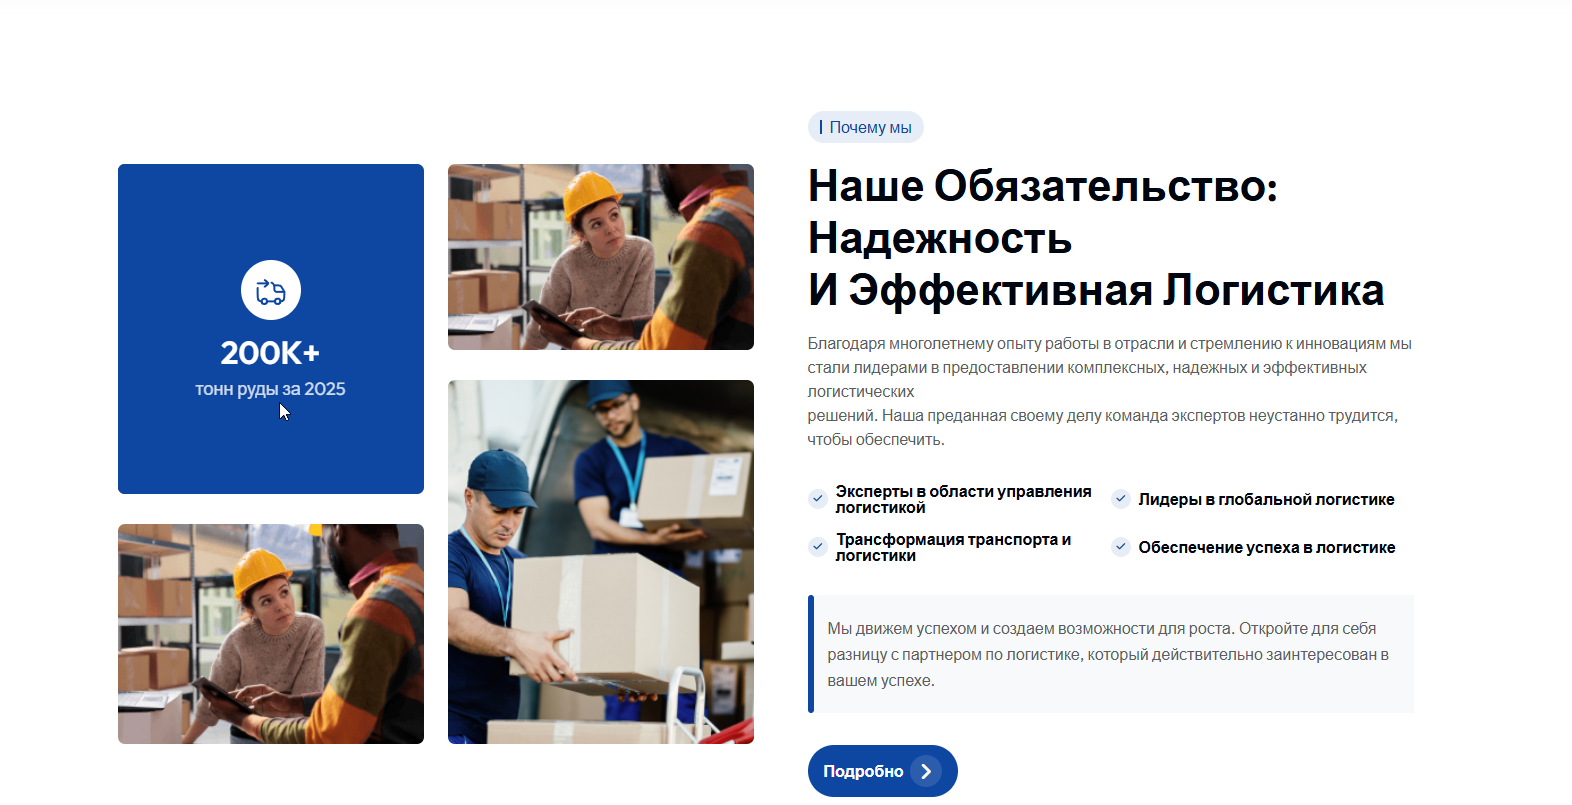 Почему мы
Наше Обязательство:
Надежность
И Эффективная Логистика
Благодаря многолетнему опыту работы в отрасли и стремлению к инновациям мы
стали лидерами в предоставлении комплексных, надежных и эффективных
логистических
решений. Наша преданная своему делу команда экспертов неустанно трудится,
чтобы обеспечить.
Эксперты в области управления
логистикой
Лидеры в глобальной логистике
Трансформация транспорта и
логистики
Обеспечение успеха в логистике
Мы движем успехом и создаем возможности для роста. Откройте для себя
разницу с партнером по логистике, который действительно заинтересован в
вашем успехе.
Подробно
200K+
тонн руды за 2025